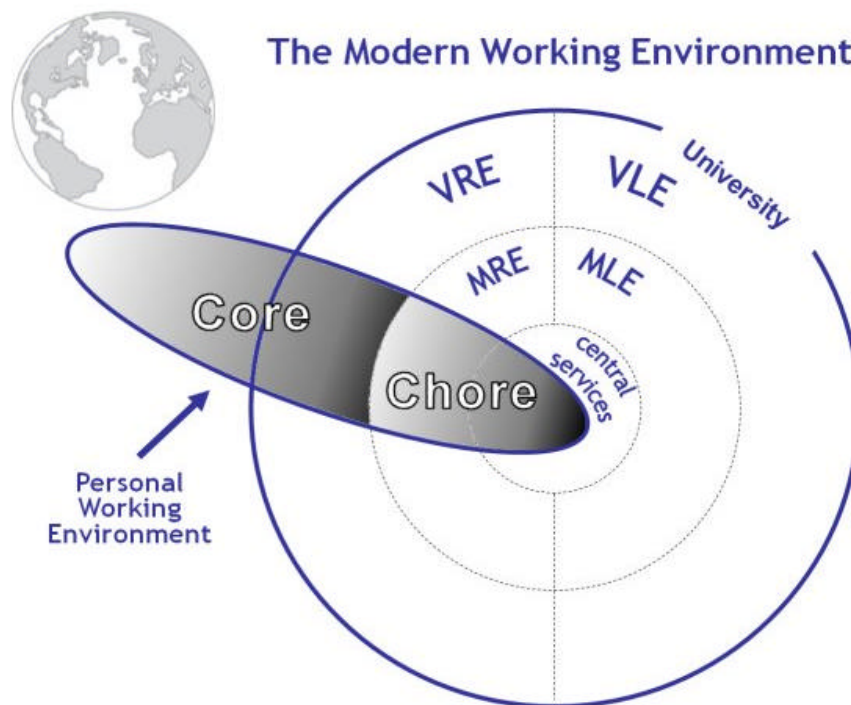 The Modern Working Environment
VRE
VLE
University
MRE
MLE
central
services
Core
Chore
Personal
Working
Environment